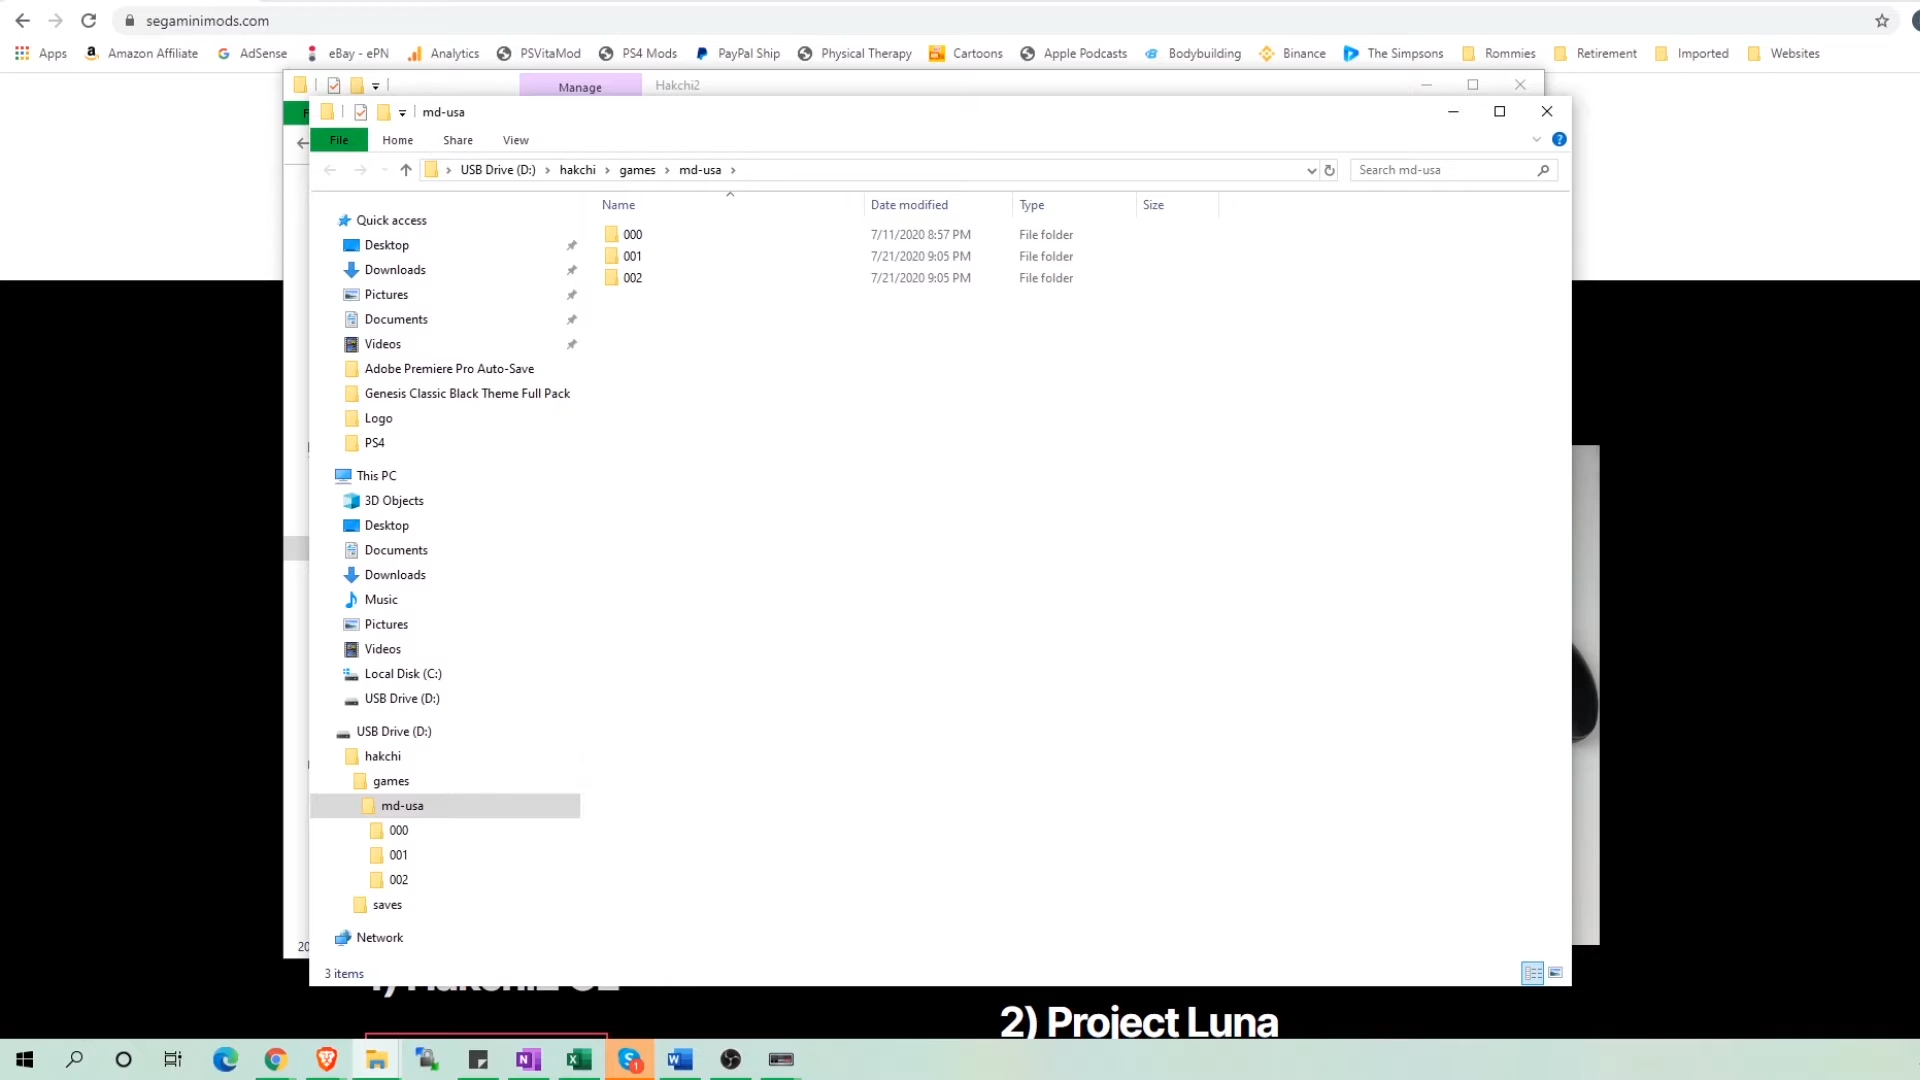 segaminimods.com
Apps Amazon Affiliate AdSense eBay - ePN Analytics PSVitaMod PS4 Mods PayPal Ship Physical Therapy Cartoons Apple Podcasts Bodybuilding Binance The Simpsons Rommies Retirement Imported Websites
Manage Hakchi2
md-usa
File Home Share View
USB Drive (D:) › hakchi › games › md-usa ›
Search md-usa
Name Date modified Type Size
000 7/11/2020 8:57 PM File folder
001 7/21/2020 9:05 PM File folder
002 7/21/2020 9:05 PM File folder
Quick access
Desktop
Downloads
Pictures
Documents
Videos
Adobe Premiere Pro Auto-Save
Genesis Classic Black Theme Full Pack
Logo
PS4
This PC
3D Objects
Desktop
Documents
Downloads
Music
Pictures
Videos
Local Disk (C:)
USB Drive (D:)
USB Drive (D:)
hakchi
games
md-usa
000
001
002
saves
Network
20
3 items
2) Project Luna